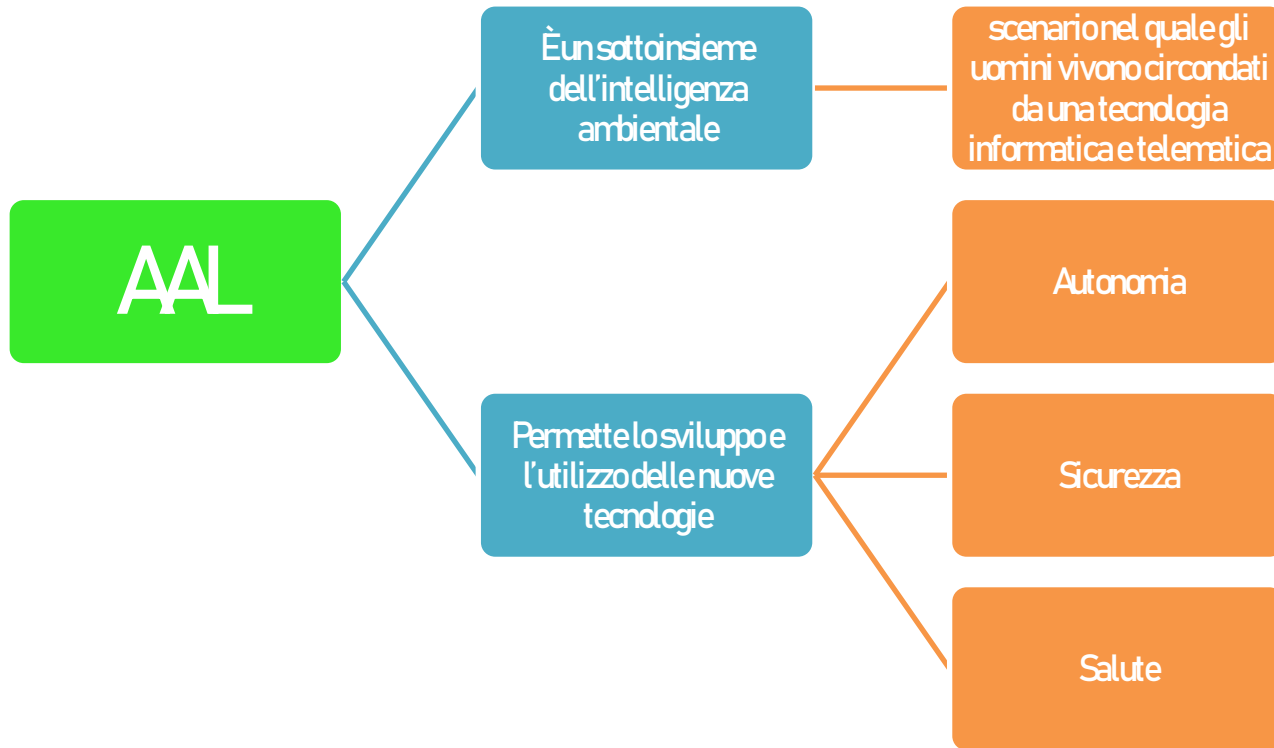 AAL
È un sottoinsieme
dell'intelligenza
ambientale
scenario nel quale gli
uomini vivono circondati
da una tecnologia
informatica e telematica
Permette lo sviluppo e
l'utilizzo delle nuove
tecnologie
Autonomia
Sicurezza
Salute